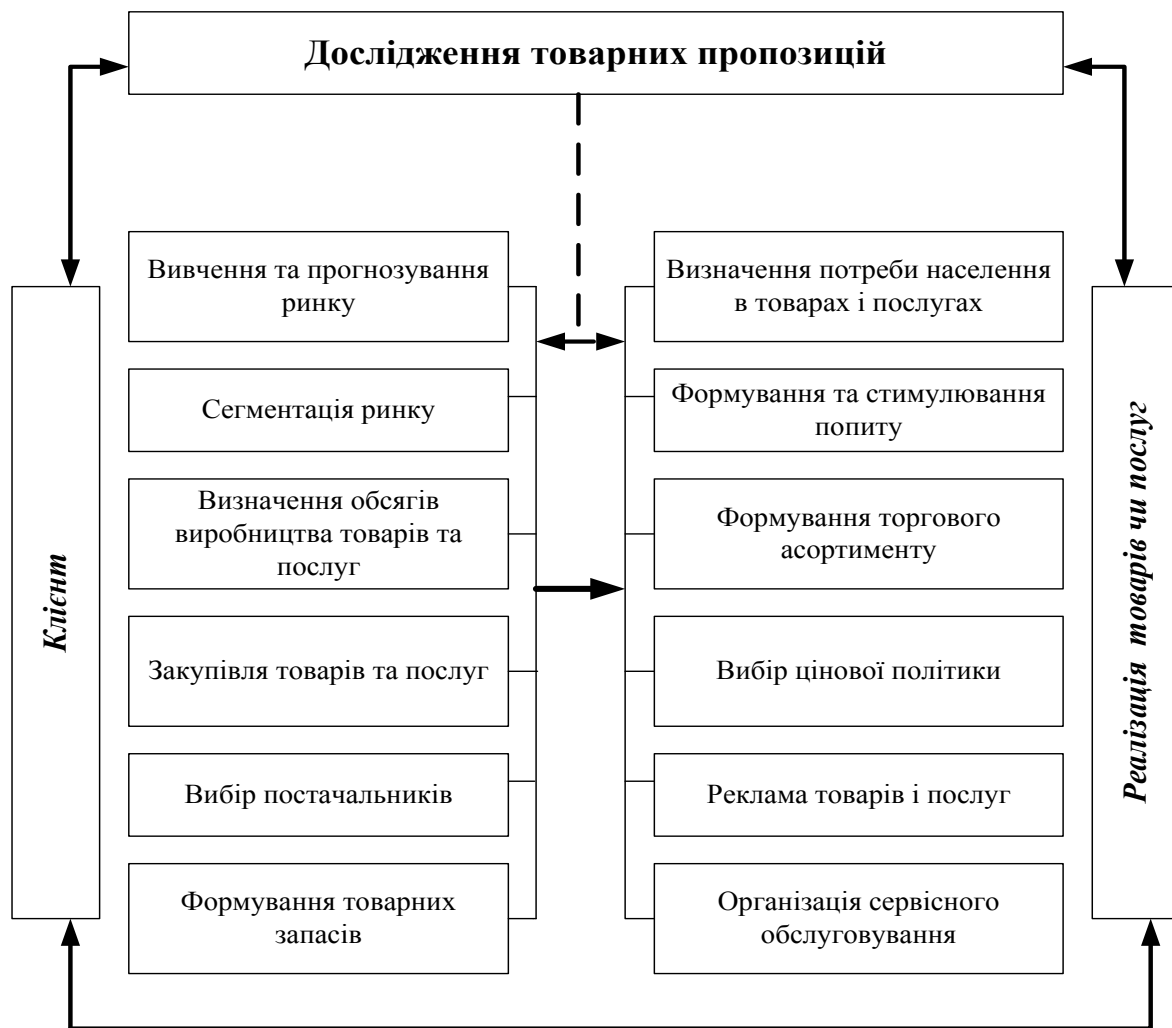 Дослідження товарних пропозицій
Клієнт
Вивчення та прогнозування
ринку
Сегментація ринку
Визначення обсягів
виробництва товарів та
послуг
Закупівля товарів та послуг
Вибір постачальників
Формування товарних
запасів
Визначення потреби населення
в товарах і послугах
Формування та стимулювання
попиту
Формування торгового
асортименту
Вибір цінової політики
Реклама товарів і послуг
Організація сервісного
обслуговування
Реалізація товарів чи послуг